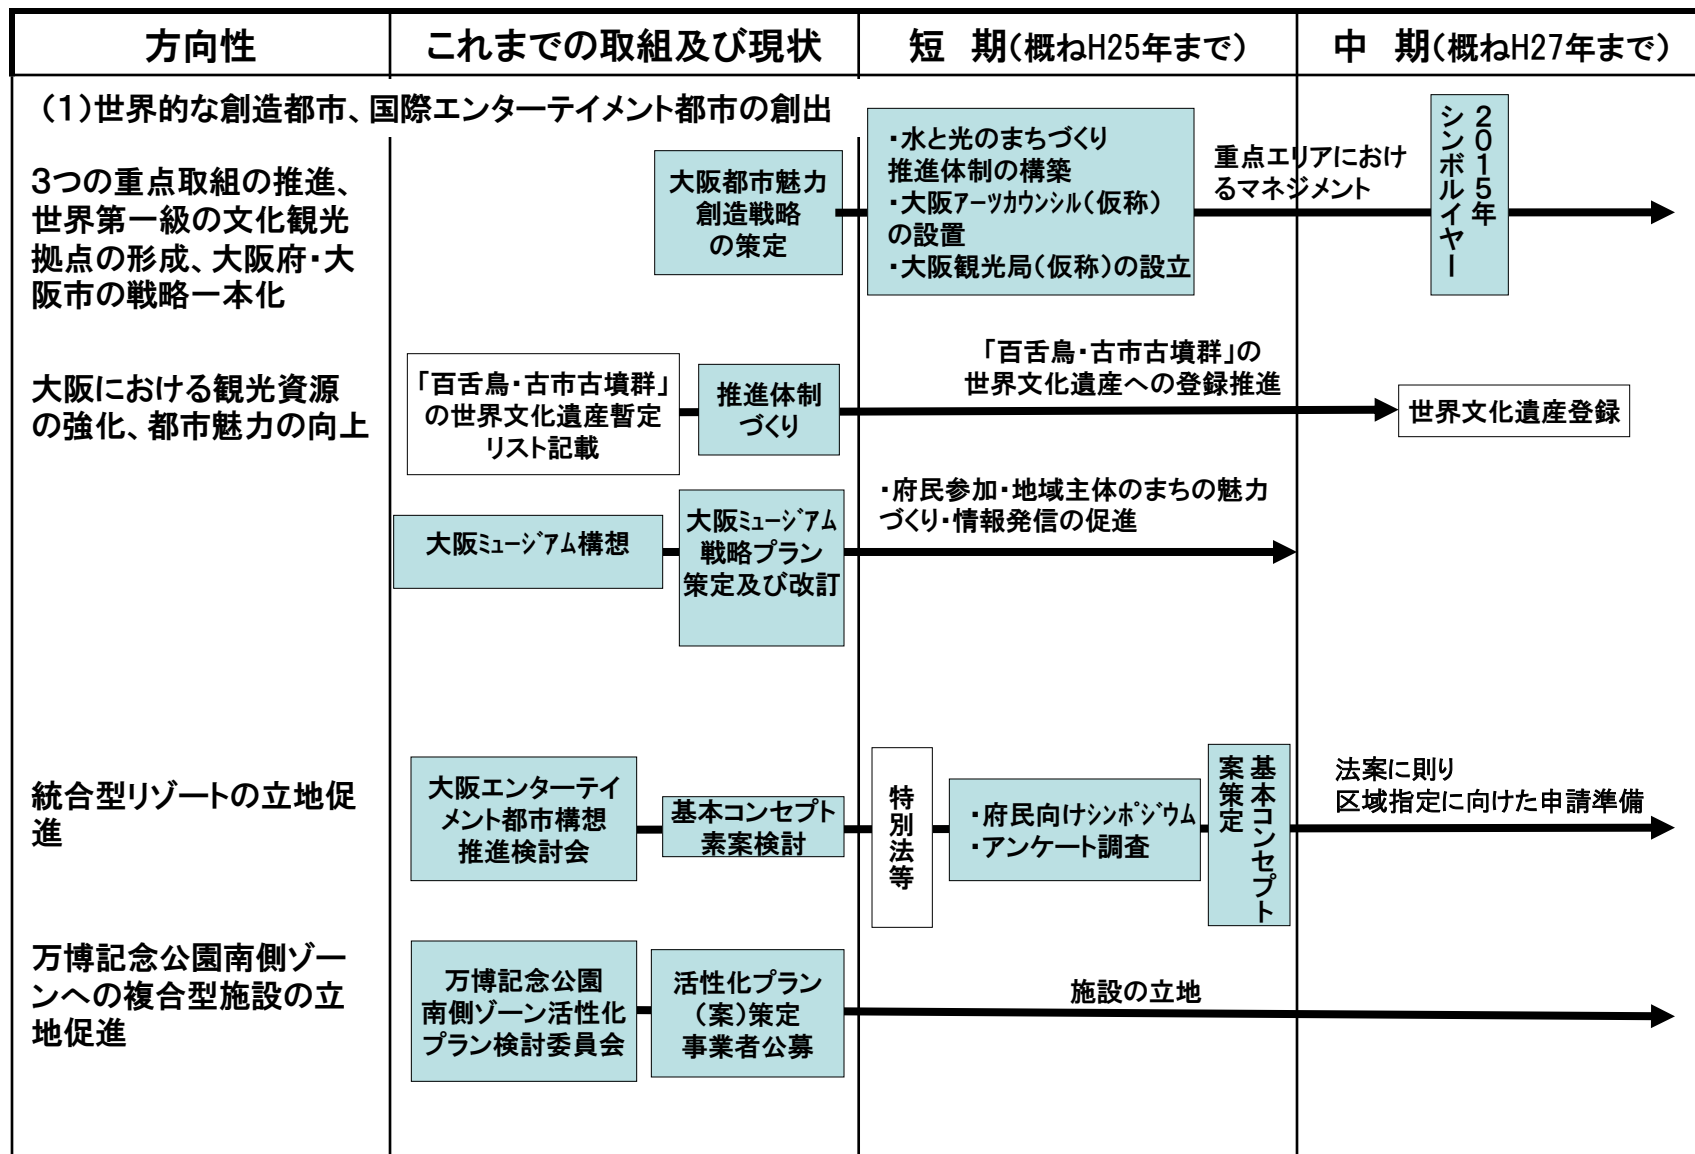 方向性
これまでの取組及び現状
短　期(概ねH25年まで)
中　期(概ねH27年まで)
(1)世界的な創造都市、国際エンターテイメント都市の創出
3つの重点取組の推進、
世界第一級の文化観光
拠点の形成、大阪府・大
阪市の戦略一本化
大阪都市魅力
創造戦略
の策定
・水と光のまちづくり
推進体制の構築
・大阪ｱｰﾂｶｳﾝｼﾙ(仮称)
の設置
・大阪観光局(仮称)の設立
重点エリアにおけ
るマネジメント
2015年
シンボルイヤー
大阪における観光資源
の強化、都市魅力の向上
「百舌鳥・古市古墳群」
の世界文化遺産暫定
リスト記載
推進体制
づくり
「百舌鳥・古市古墳群」の
世界文化遺産への登録推進
世界文化遺産登録
大阪ﾐｭｰｼﾞｱﾑ構想
大阪ﾐｭｰｼﾞｱﾑ
戦略プラン
策定及び改訂
・府民参加・地域主体のまちの魅力
づくり・情報発信の促進
統合型リゾートの立地促
進
大阪エンターテイ
メント都市構想
推進検討会
基本コンセプト
素案検討
特別法等
・府民向けｼﾝﾎﾟｼﾞｳﾑ
・アンケート調査
基本コンセプト
案策定
法案に則り
区域指定に向けた申請準備
万博記念公園南側ゾー
ンへの複合型施設の立
地促進
万博記念公園
南側ゾーン活性化
プラン検討委員会
活性化プラン
(案)策定
事業者公募
施設の立地